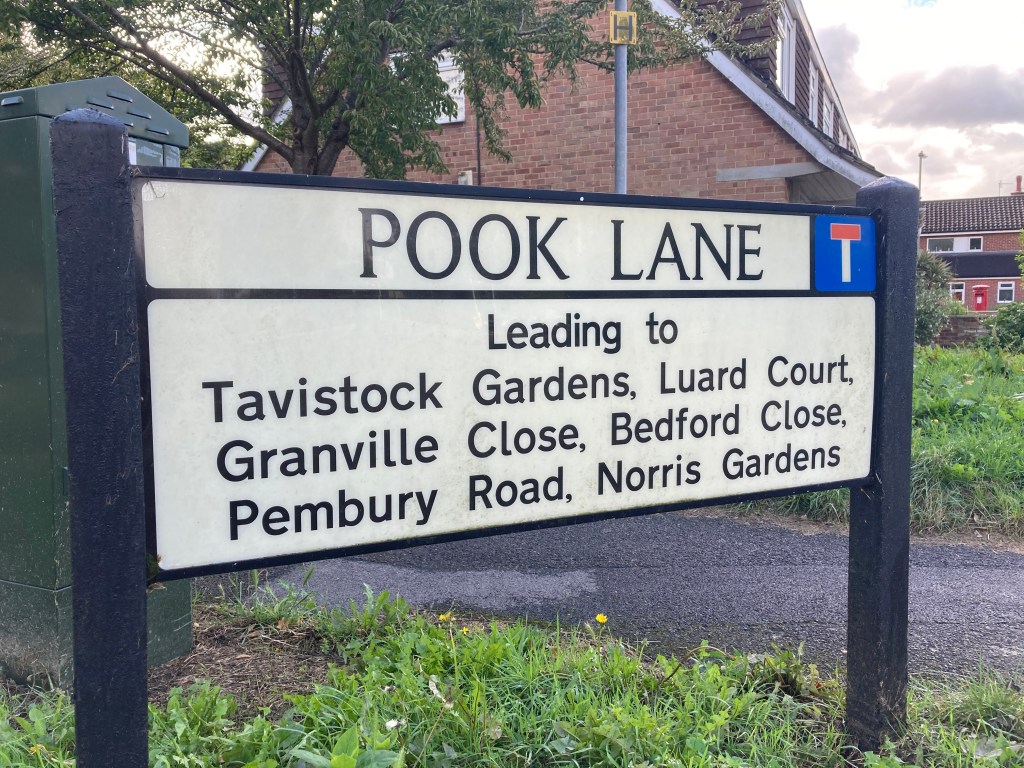 H
POOK LANE
Leading to
Tavistock Gardens, Luard Court,
Granville Close, Bedford Close,
Pembury Road, Norris Gardens